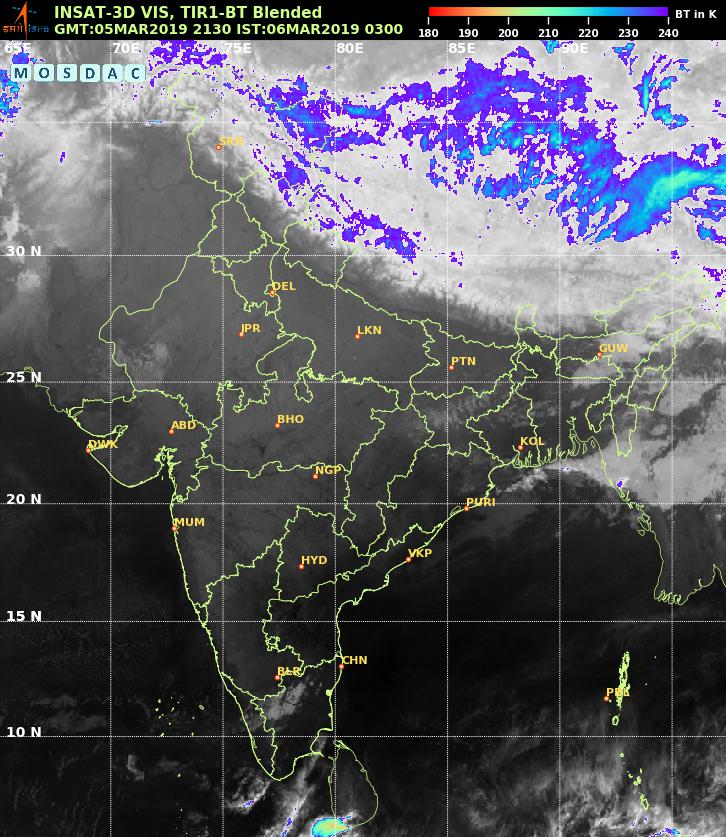 INSAT-3D VIS, TIR1-BT Blended
GMT:05MAR2019 2130 IST:06MAR2019 0300
BT in K
180 190 200 210 220 230 240
65E 70E 75E 80E 85E 90E
M O S D A C
SRN
30 N
DEL
JPR
LKN
GUW
PTN
25 N
ABD
BHO
DWK
KOL
NGP
20 N
PURI
MUM
VKP
HYD
15 N
CHN
BLR
PBL
10 N